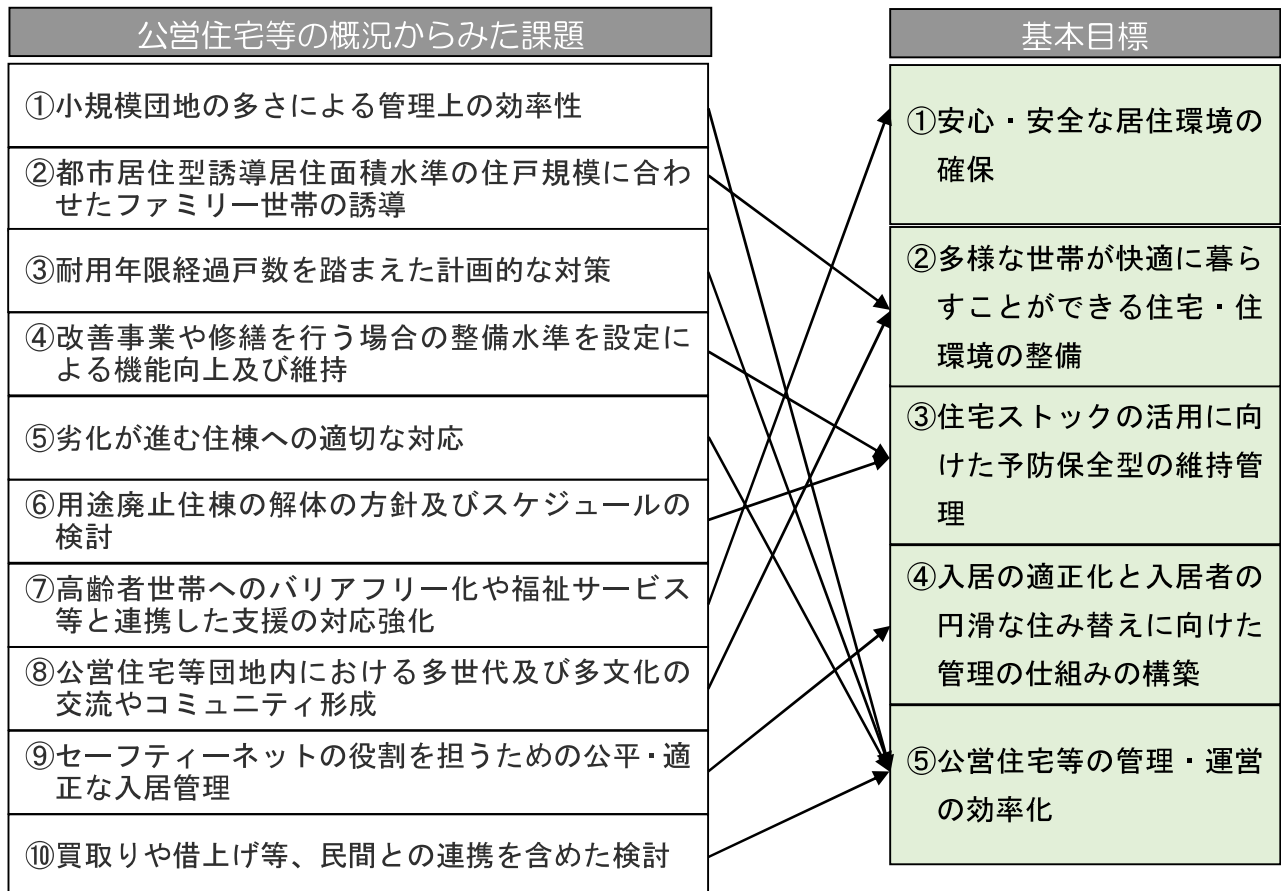 公営住宅等の概況からみた課題
①小規模団地の多さによる管理上の効率性
②都市居住型誘導居住面積水準の住戸規模に合わ
せたファミリー世帯の誘導
③耐用年限経過戸数を踏まえた計画的な対策
④改善事業や修繕を行う場合の整備水準を設定に
よる機能向上及び維持
⑤劣化が進む住棟への適切な対応
⑥用途廃止住棟の解体の方針及びスケジュールの
検討
⑦高齢者世帯へのバリアフリー化や福祉サービス
等と連携した支援の対応強化
⑧公営住宅等団地内における多世代及び多文化の
交流やコミュニティ形成
⑨セーフティーネットの役割を担うための公平・適
正な入居管理
⑩買取りや借上げ等、民間との連携を含めた検討
基本目標
①安心・安全な居住環境の
確保
②多様な世帯が快適に暮ら
すことができる住宅・住
環境の整備
③住宅ストックの活用に向
けた予防保全型の維持管
理
④入居の適正化と入居者の
円滑な住み替えに向けた
管理の仕組みの構築
⑤公営住宅等の管理・運営
の効率化